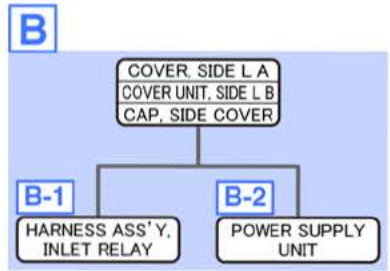 B
COVER, SIDE L A
COVER UNIT, SIDE L B
CAP, SIDE COVER
B-1
HARNESS ASS'Y,
INLET RELAY
B-2
POWER SUPPLY
UNIT